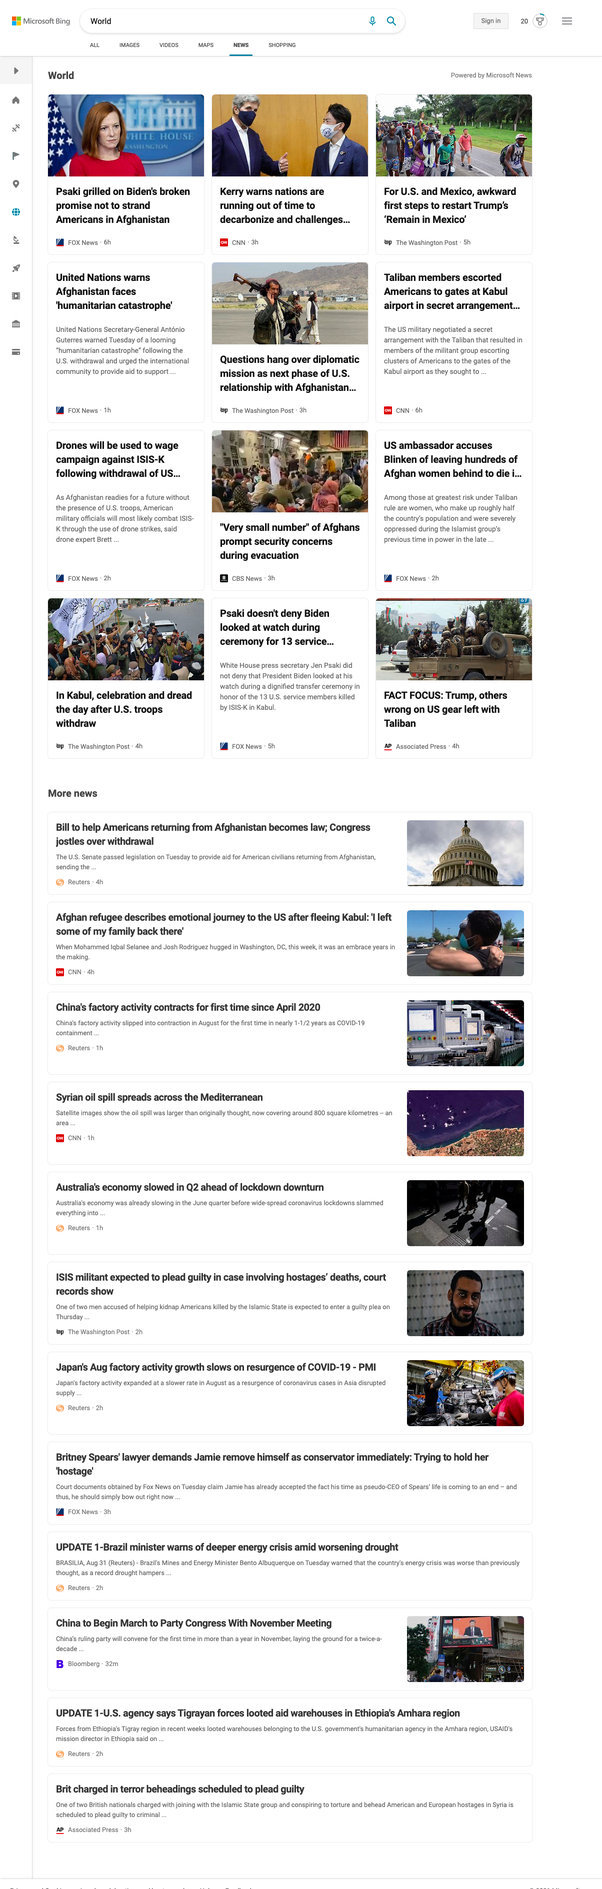 Microsoft Bing
World
Sign in
20
ALL
IMAGES
VIDEOS
MAPS
NEWS
SHOPPING
World
Powered by Microsoft News
Psaki grilled on Biden's broken
promise not to strand
Americans in Afghanistan
FOX News · 6h
Kerry warns nations are
running out of time to
decarbonize and challenges...
CNN · 3h
For U.S. and Mexico, awkward
first steps to restart Trump's
'Remain in Mexico'
The Washington Post · 5h
United Nations warns
Afghanistan faces
'humanitarian catastrophe'
United Nations Secretary-General António
Guterres warned Tuesday of a looming
"humanitarian catastrophe" following the
U.S. withdrawal and urged the international
community to provide aid to support ...
FOX News · 1h
Questions hang over diplomatic
mission as next phase of U.S.
relationship with Afghanistan...
The Washington Post · 3h
Taliban members escorted
Americans to gates at Kabul
airport in secret arrangement...
The US military negotiated a secret
arrangement with the Taliban that resulted in
members of the militant group escorting
clusters of Americans to the gates of the
Kabul airport as they sought to ...
CNN · 6h
Drones will be used to wage
campaign against ISIS-K
following withdrawal of US...
As Afghanistan readies for a future without
the presence of U.S. troops, American
military officials will most likely combat ISIS-
K through the use of drone strikes, said
drone expert Brett ...
FOX News · 2h
"Very small number" of Afghans
prompt security concerns
during evacuation
CBS News · 3h
US ambassador accuses
Blinken of leaving hundreds of
Afghan women behind to die i...
Among those at greatest risk under Taliban
rule are women, who make up roughly half
the country's population and were severely
oppressed during the Islamist group's
previous time in power in the late ...
FOX News · 2h
In Kabul, celebration and dread
the day after U.S. troops
withdraw
The Washington Post · 4h
Psaki doesn't deny Biden
looked at watch during
ceremony for 13 service...
White House press secretary Jen Psaki did
not deny that President Biden looked at his
watch during a dignified transfer ceremony in
honor of the 13 U.S. service members killed
by ISIS-K in Kabul.
FOX News · 5h
FACT FOCUS: Trump, others
wrong on US gear left with
Taliban
Associated Press · 4h
More news
Bill to help Americans returning from Afghanistan becomes law; Congress
jostles over withdrawal
The U.S. Senate passed legislation on Tuesday to provide aid for American civilians returning from Afghanistan,
sending the ...
Reuters · 4h
Afghan refugee describes emotional journey to the US after fleeing Kabul: 'I left
some of my family back there'
When Mohammed Iqbal Selanee and Josh Rodriguez hugged in Washington, DC, this week, it was an embrace years in
the making.
CNN · 4h
China's factory activity contracts for first time since April 2020
China's factory activity slipped into contraction in August for the first time in nearly 1-1/2 years as COVID-19
containment ...
Reuters · 1h
Syrian oil spill spreads across the Mediterranean
Satellite images show the oil spill was larger than originally thought, now covering around 800 square kilometres – an
area ...
CNN · 1h
Australia's economy slowed in Q2 ahead of lockdown downturn
Australia's economy was already slowing in the June quarter before wide-spread coronavirus lockdowns slammed
everything into ...
Reuters · 1h
ISIS militant expected to plead guilty in case involving hostages' deaths, court
records show
One of two men accused of helping kidnap Americans killed by the Islamic State is expected to enter a guilty plea on
Thursday ...
The Washington Post · 2h
Japan's Aug factory activity growth slows on resurgence of COVID-19 - PMI
Japan's factory activity expanded at a slower rate in August as a resurgence of coronavirus cases in Asia disrupted
supply ...
Reuters · 2h
Britney Spears' lawyer demands Jamie remove himself as conservator immediately: Trying to hold her
'hostage'
Court documents obtained by Fox News on Tuesday claim Jamie has already accepted the fact his time as pseudo-CEO of Spears' life is coming to an end – and
thus, he should simply bow out right now ...
FOX News · 3h
UPDATE 1-Brazil minister warns of deeper energy crisis amid worsening drought
BRASILIA, Aug 31 (Reuters) - Brazil's Mines and Energy Minister Bento Albuquerque on Tuesday warned that the country's energy crisis was worse than previously
thought, as a record drought hampers ...
Reuters · 2h
China to Begin March to Party Congress With November Meeting
China's ruling party will convene for the first time in more than a year in November, laying the ground for a twice-a-
decade ...
Bloomberg · 32m
UPDATE 1-U.S. agency says Tigrayan forces looted aid warehouses in Ethiopia's Amhara region
Forces from Ethiopia's Tigray region in recent weeks looted warehouses belonging to the U.S. government's humanitarian agency in the Amhara region, USAID's
mission director in Ethiopia said on ...
Reuters · 2h
Brit charged in terror beheadings scheduled to plead guilty
One of two British nationals charged with joining with the Islamic State group and conspiring to torture and behead American and European hostages in Syria is
scheduled to plead guilty to criminal ...
Associated Press · 3h